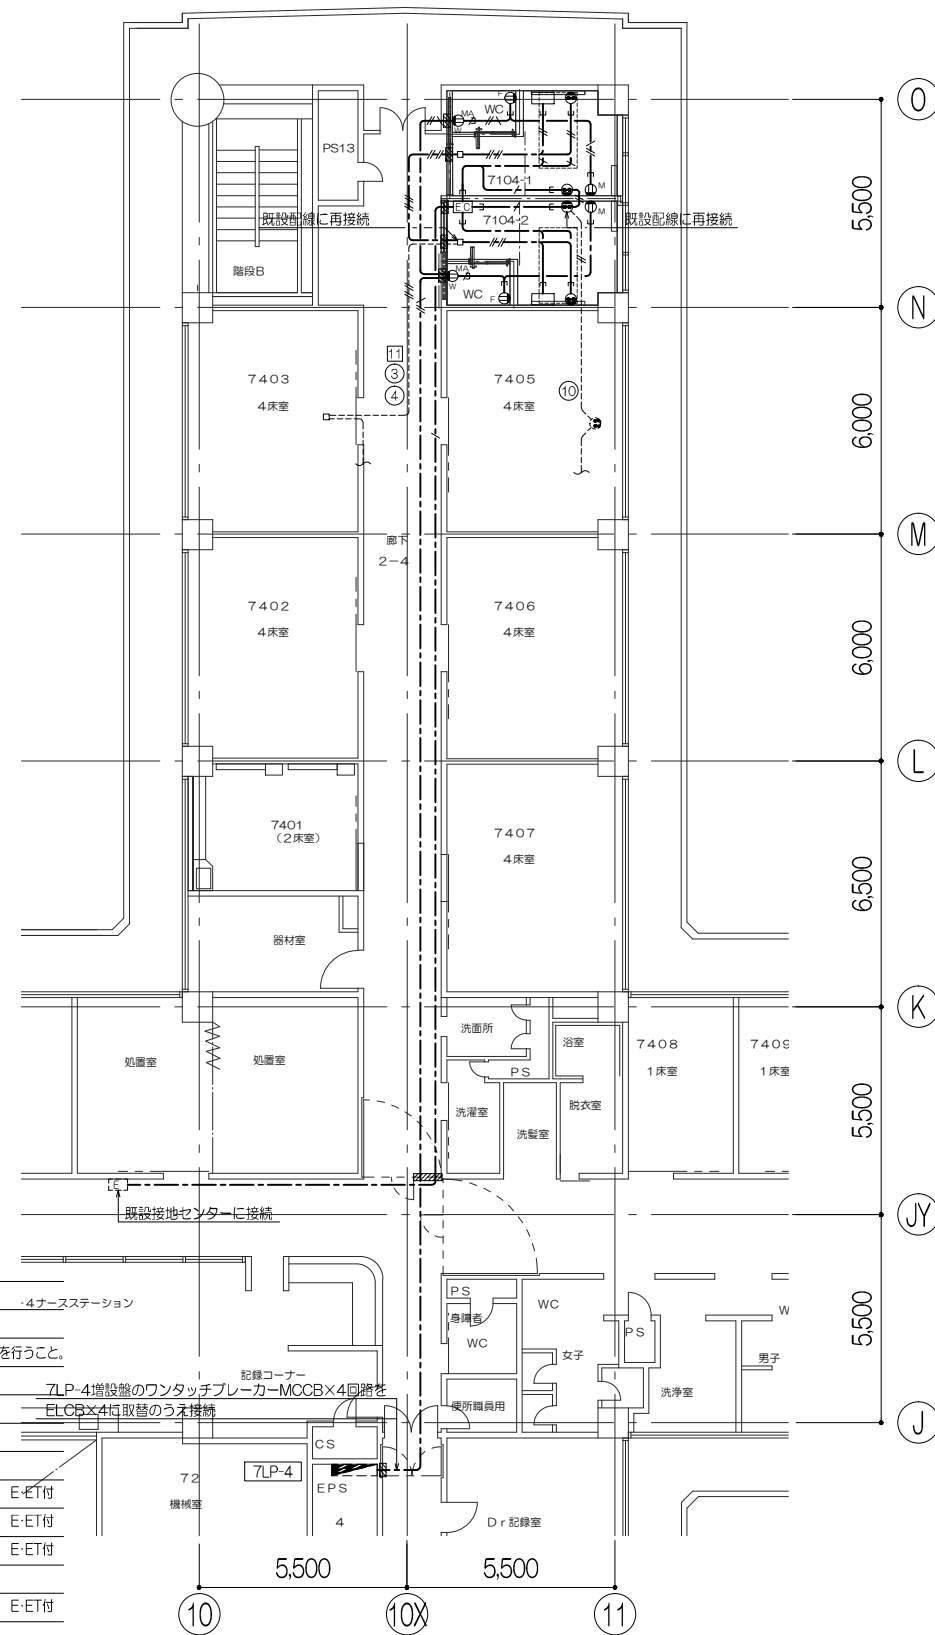 O
F
WC
MA
W
PS13
7104-1
M
5,500
EC
7104-2
M
既設配線に再接続
既設配線に再接続
階段B
MA
W
WC
F
N
11
3
4
7403
4床室
7405
4床室
10
6,000
M
廊下
2-4
7402
4床室
7406
4床室
6,000
L
7401
(2床室)
7407
4床室
6,500
器材室
K
洗面所
浴室
7408
1床室
7409
1床室
処置室
処置室
PS
脱衣室
洗濯室
洗髪室
5,500
E
既設接地センターに接続
JY
PS
-4ナースステーション
身障者
WC
WC
PS
W
5,500
を行うこと。
女子
男子
記録コーナー
洗浄室
7LP-4増設盤のワンタッチブレーカーMCCB×4回路を
ELCB×4に取替のうえ接続
便所職員用
J
CS
7LP-4
72
機械室
EPS
4
Dr記録室
E・ET付
E・ET付
E・ET付
E・ET付
5,500
5,500
10
10X
11